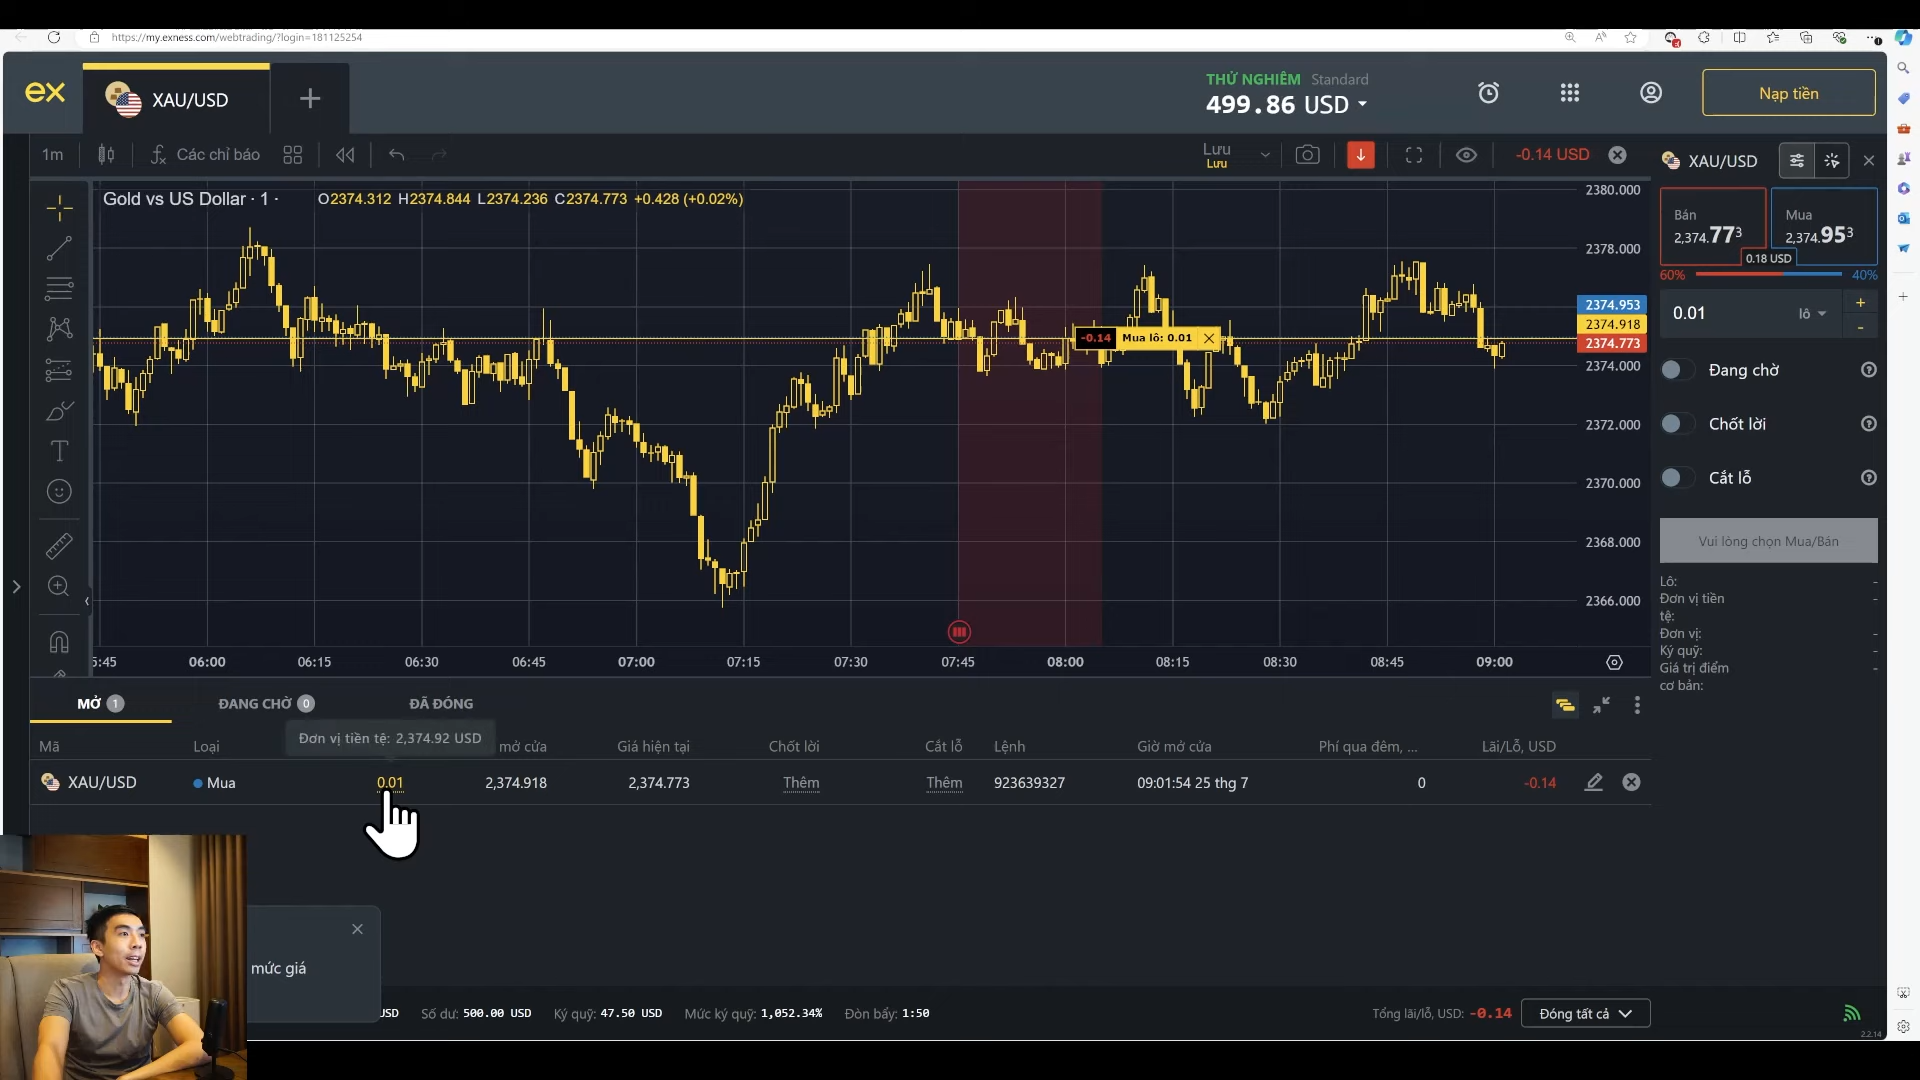 https://my.exness.com/webtrading/?login=181125254
ex
XAU/USD
THỬ NGHIỆM Standard
499.86 USD
Nạp tiền
1m
Các chỉ báo
Lưu
Lưu
-0.14 USD
XAU/USD
Gold vs US Dollar · 1 ·
O2374.312 H2374.844 L2374.236 C2374.773 +0.428 (+0.02%)
2380.000
2378.000
2374.953
2374.918
2374.773
2374.000
2372.000
2370.000
2368.000
2366.000
-0.14 Mua lô: 0.01
Bán
2,374.773
Mua
2,374.953
0.18 USD
60%
40%
0.01
lô
+
-
Đang chờ
Chốt lời
Cắt lỗ
Vui lòng chọn Mua/Bán
Lô: -
Đơn vị tiền tệ: -
Đơn vị: -
Ký quỹ: -
Giá trị điểm cơ bản: -
5:45 06:00 06:15 06:30 06:45 07:00 07:15 07:30 07:45 08:00 08:15 08:30 08:45 09:00
MỞ 1 ĐANG CHỜ 0 ĐÃ ĐÓNG
Đơn vị tiền tệ: 2,374.92 USD
Mã Loại mở cửa Giá hiện tại Chốt lời Cắt lỗ Lệnh Giờ mở cửa Phí qua đêm, ... Lãi/Lỗ, USD
XAU/USD Mua 0.01 2,374.918 2,374.773 Thêm Thêm 923639327 09:01:54 25 thg 7 0 -0.14
mức giá
USD Số dư: 500.00 USD Ký quỹ: 47.50 USD Mức ký quỹ: 1,052.34% Đòn bẩy: 1:50
Tổng lãi/lỗ, USD: -0.14
Đóng tất cả
2.2.14